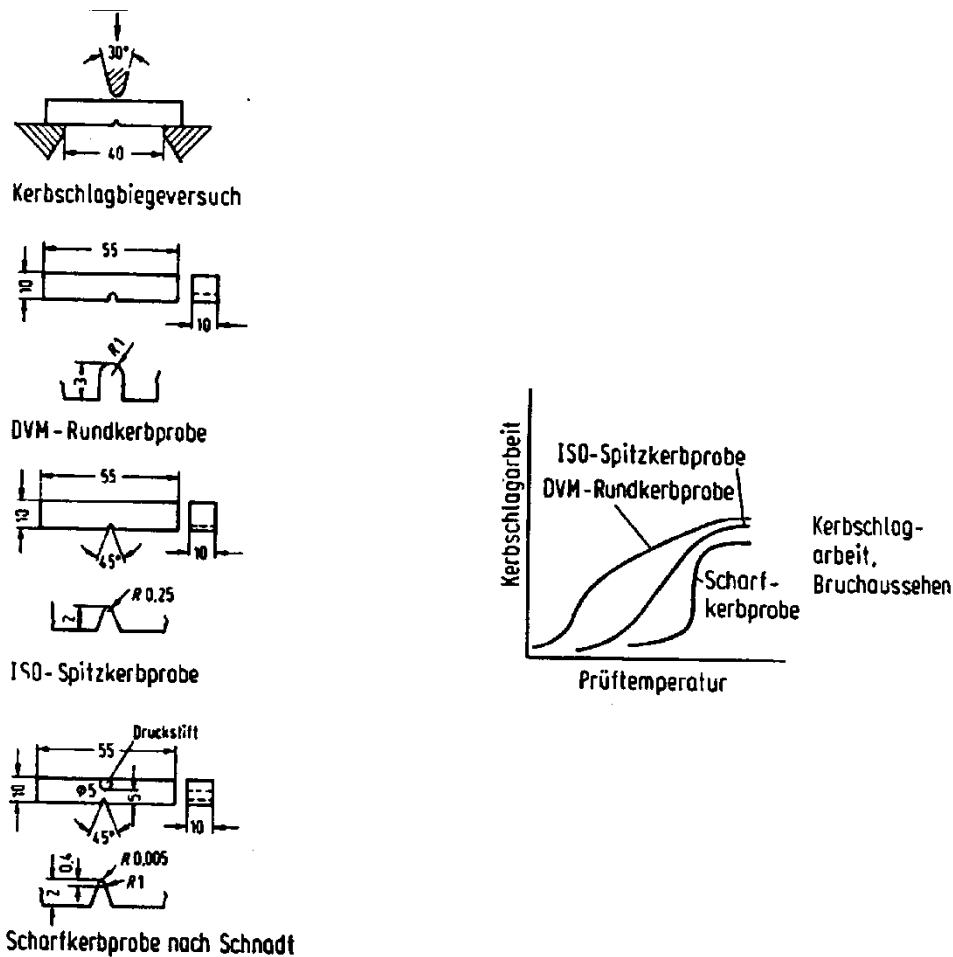 30°
40
Kerbschlagbiegeversuch
55
10
10
R1
3
DVM-Rundkerbprobe
55
10
45°
10
R 0,25
2
ISO-Spitzkerbprobe
Druckstift
55
10
φ5
5
45°
10
0,4
R 0,005
2
R1
Scharfkerbprobe nach Schnadt
Kerbschlagarbeit
ISO-Spitzkerbprobe
DVM-Rundkerbprobe
Scharf-
kerbprobe
Prüftemperatur
Kerbschlag-
arbeit,
Bruchaussehen